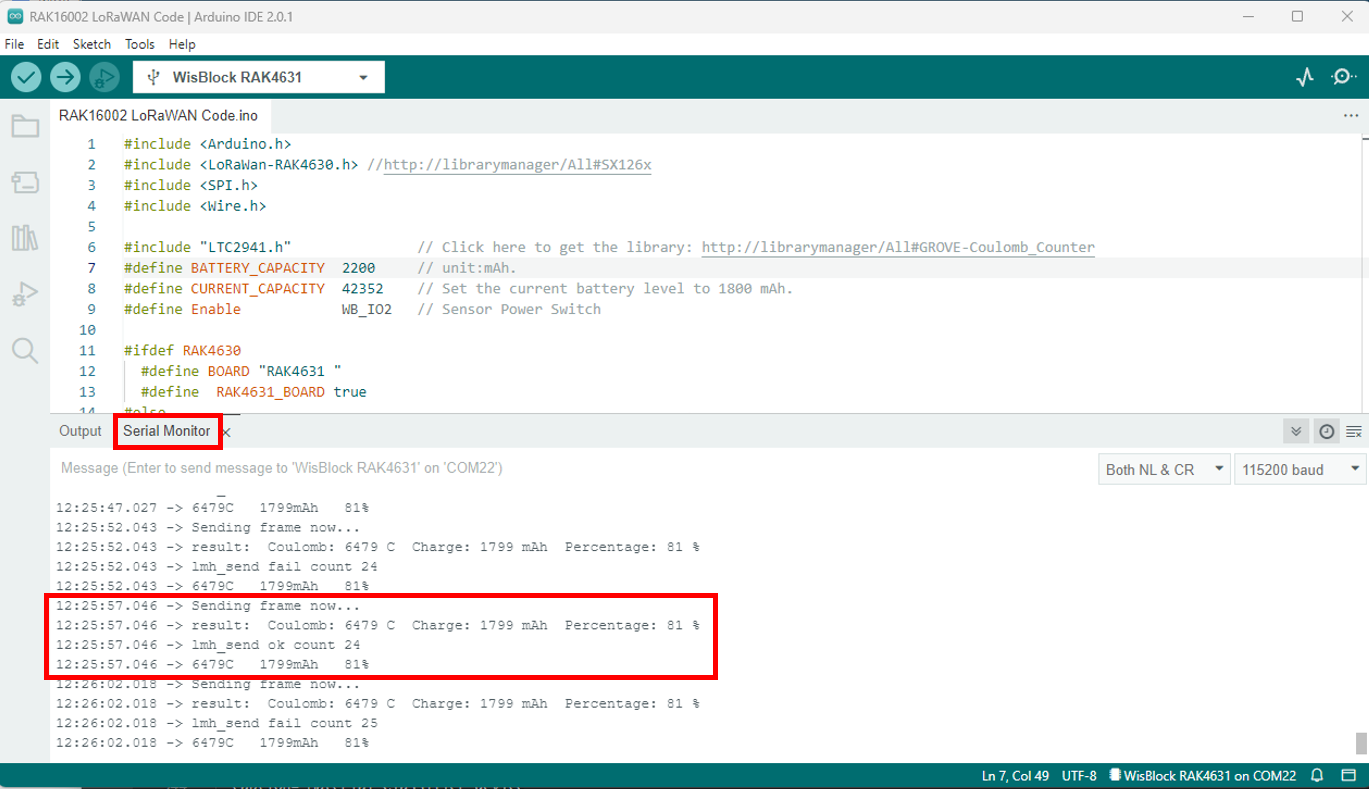 RAK16002 LoRaWAN Code | Arduino IDE 2.0.1
File Edit Sketch Tools Help
WisBlock RAK4631
RAK16002 LoRaWAN Code.ino
1 #include <Arduino.h>
2 #include <LoRaWan-RAK4630.h> //http://librarymanager/All#SX126x
3 #include <SPI.h>
4 #include <Wire.h>
5
6 #include "LTC2941.h" // Click here to get the library: http://librarymanager/All#GROVE-Coulomb_Counter
7 #define BATTERY_CAPACITY 2200 // unit:mAh.
8 #define CURRENT_CAPACITY 42352 // Set the current battery level to 1800 mAh.
9 #define Enable WB_IO2 // Sensor Power Switch
10
11 #ifdef RAK4630
12 #define BOARD "RAK4631 "
13 #define RAK4631_BOARD true
14 #else
Output Serial Monitor
Message (Enter to send message to 'WisBlock RAK4631' on 'COM22')
Both NL & CR 115200 baud
12:25:47.027 -> 6479C 1799mAh 81%
12:25:52.043 -> Sending frame now...
12:25:52.043 -> result: Coulomb: 6479 C Charge: 1799 mAh Percentage: 81 %
12:25:52.043 -> lmh_send fail count 24
12:25:52.043 -> 6479C 1799mAh 81%
12:25:57.046 -> Sending frame now...
12:25:57.046 -> result: Coulomb: 6479 C Charge: 1799 mAh Percentage: 81 %
12:25:57.046 -> lmh_send ok count 24
12:25:57.046 -> 6479C 1799mAh 81%
12:26:02.018 -> Sending frame now...
12:26:02.018 -> result: Coulomb: 6479 C Charge: 1799 mAh Percentage: 81 %
12:26:02.018 -> lmh_send fail count 25
12:26:02.018 -> 6479C 1799mAh 81%
Ln 7, Col 49 UTF-8 WisBlock RAK4631 on COM22